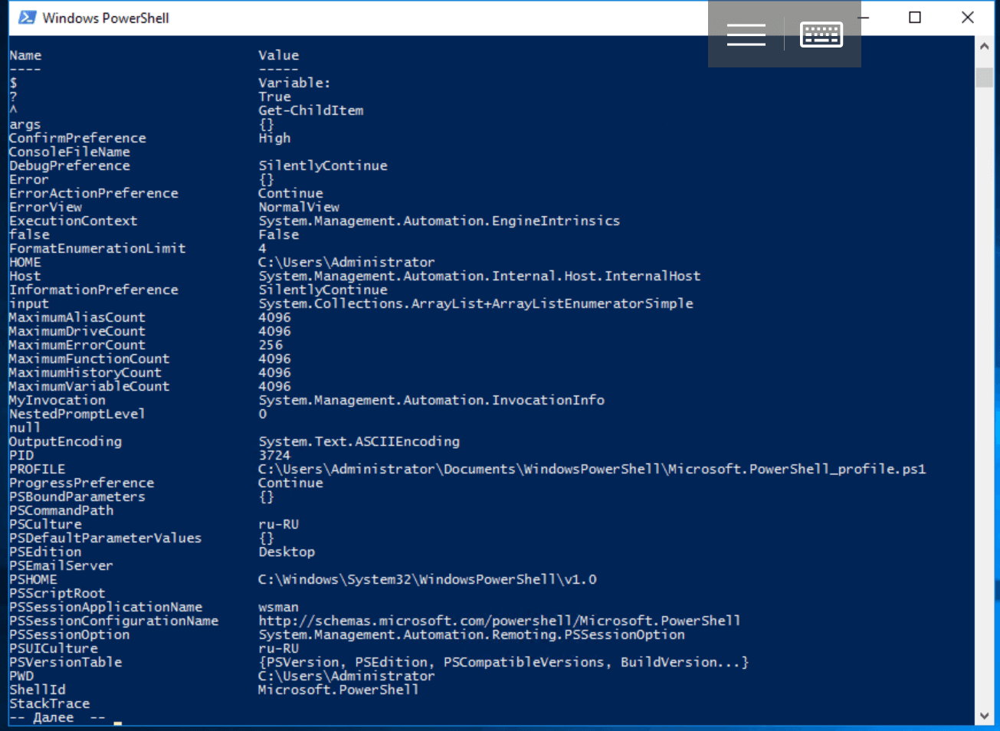 Windows PowerShell
Name Value
---- -----
$ Variable:
? True
^ Get-ChildItem
args {}
ConfirmPreference High
ConsoleFileName
DebugPreference SilentlyContinue
Error {}
ErrorActionPreference Continue
ErrorView NormalView
ExecutionContext System.Management.Automation.EngineIntrinsics
false False
FormatEnumerationLimit 4
HOME C:\Users\Administrator
Host System.Management.Automation.Internal.Host.InternalHost
InformationPreference SilentlyContinue
input System.Collections.ArrayList+ArrayListEnumeratorSimple
MaximumAliasCount 4096
MaximumDriveCount 4096
MaximumErrorCount 256
MaximumFunctionCount 4096
MaximumHistoryCount 4096
MaximumVariableCount 4096
MyInvocation System.Management.Automation.InvocationInfo
NestedPromptLevel 0
null
OutputEncoding System.Text.ASCIIEncoding
PID 3724
PROFILE C:\Users\Administrator\Documents\WindowsPowerShell\Microsoft.PowerShell_profile.ps1
ProgressPreference Continue
PSBoundParameters {}
PSCommandPath
PSCulture ru-RU
PSDefaultParameterValues {}
PSEdition Desktop
PSEmailServer
PSHOME C:\Windows\System32\WindowsPowerShell\v1.0
PSScriptRoot
PSSessionApplicationName wsman
PSSessionConfigurationName http://schemas.microsoft.com/powershell/Microsoft.PowerShell
PSSessionOption System.Management.Automation.Remoting.PSSessionOption
PSUICulture ru-RU
PSVersionTable {PSVersion, PSEdition, PSCompatibleVersions, BuildVersion...}
PWD C:\Users\Administrator
ShellId Microsoft.PowerShell
StackTrace
-- Далее --